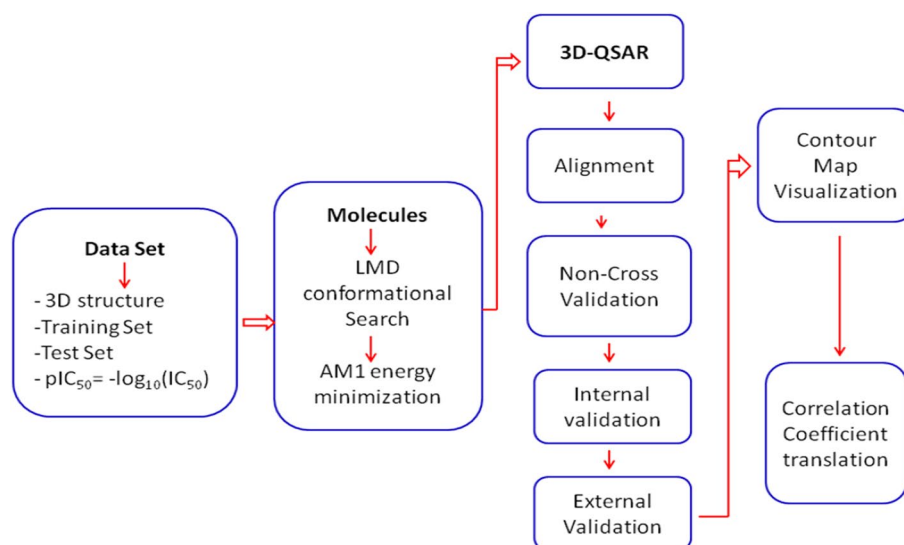 Data Set
- 3D structure
-Training Set
-Test Set
- pIC₅₀= -log₁₀(IC₅₀)
Molecules
LMD
conformational
Search
AM1 energy
minimization
3D-QSAR
Alignment
Non-Cross
Validation
Internal
validation
External
Validation
Contour
Map
Visualization
Correlation
Coefficient
translation